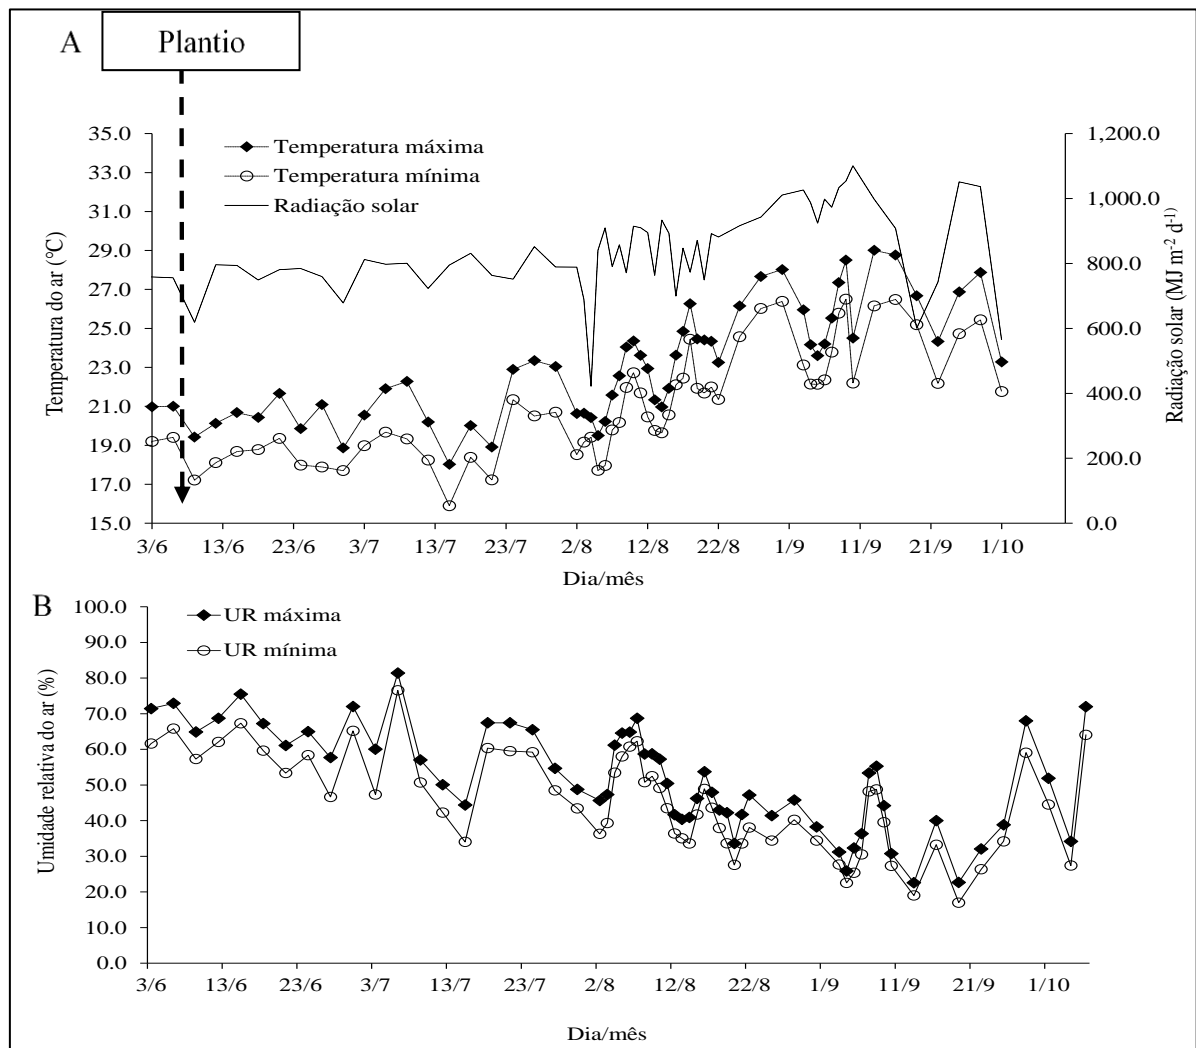 A
Plantio
Temperatura máxima
Temperatura mínima
Radiação solar
35.0
33.0
31.0
29.0
27.0
25.0
23.0
21.0
19.0
17.0
15.0
Temperatura do ar (°C)
1,200.0
1,000.0
800.0
600.0
400.0
200.0
0.0
Radiação solar (MJ m-2 d-1)
3/6 13/6 23/6 3/7 13/7 23/7 2/8 12/8 22/8 1/9 11/9 21/9 1/10
Dia/mês
B
UR máxima
UR mínima
100.0
90.0
80.0
70.0
60.0
50.0
40.0
30.0
20.0
10.0
0.0
Umidade relativa do ar (%)
3/6 13/6 23/6 3/7 13/7 23/7 2/8 12/8 22/8 1/9 11/9 21/9 1/10
Dia/mês